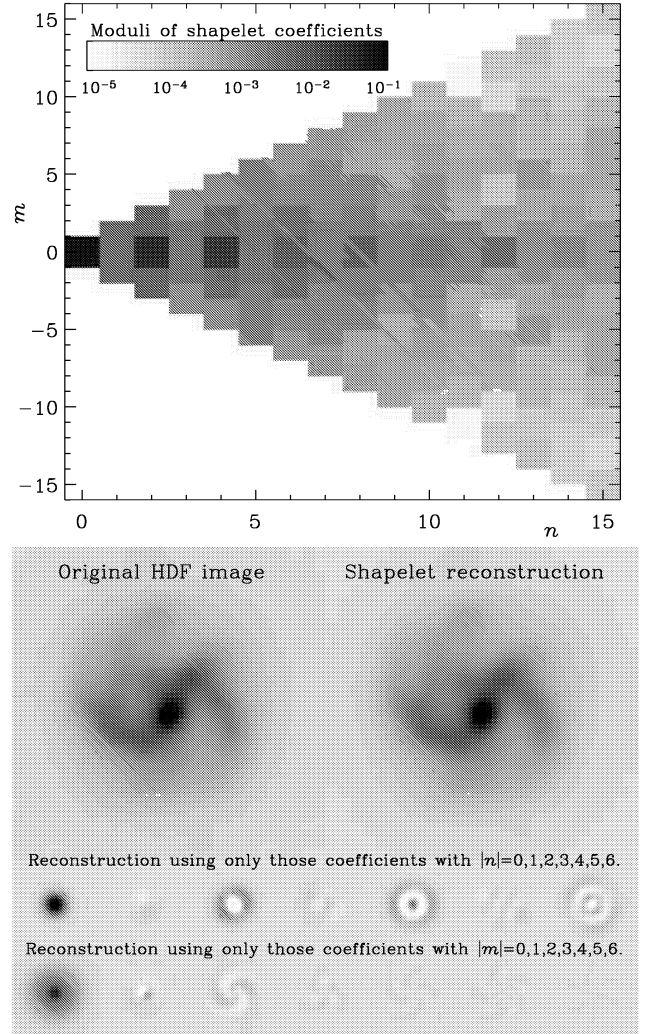 Moduli of shapelet coefficients
10⁻⁵ 10⁻⁴ 10⁻³ 10⁻² 10⁻¹
15
10
5
0
−5
−10
−15
m
0 5 10 15
n
Original HDF image
Shapelet reconstruction
Reconstruction using only those coefficients with |n|=0,1,2,3,4,5,6.
Reconstruction using only those coefficients with |m|=0,1,2,3,4,5,6.